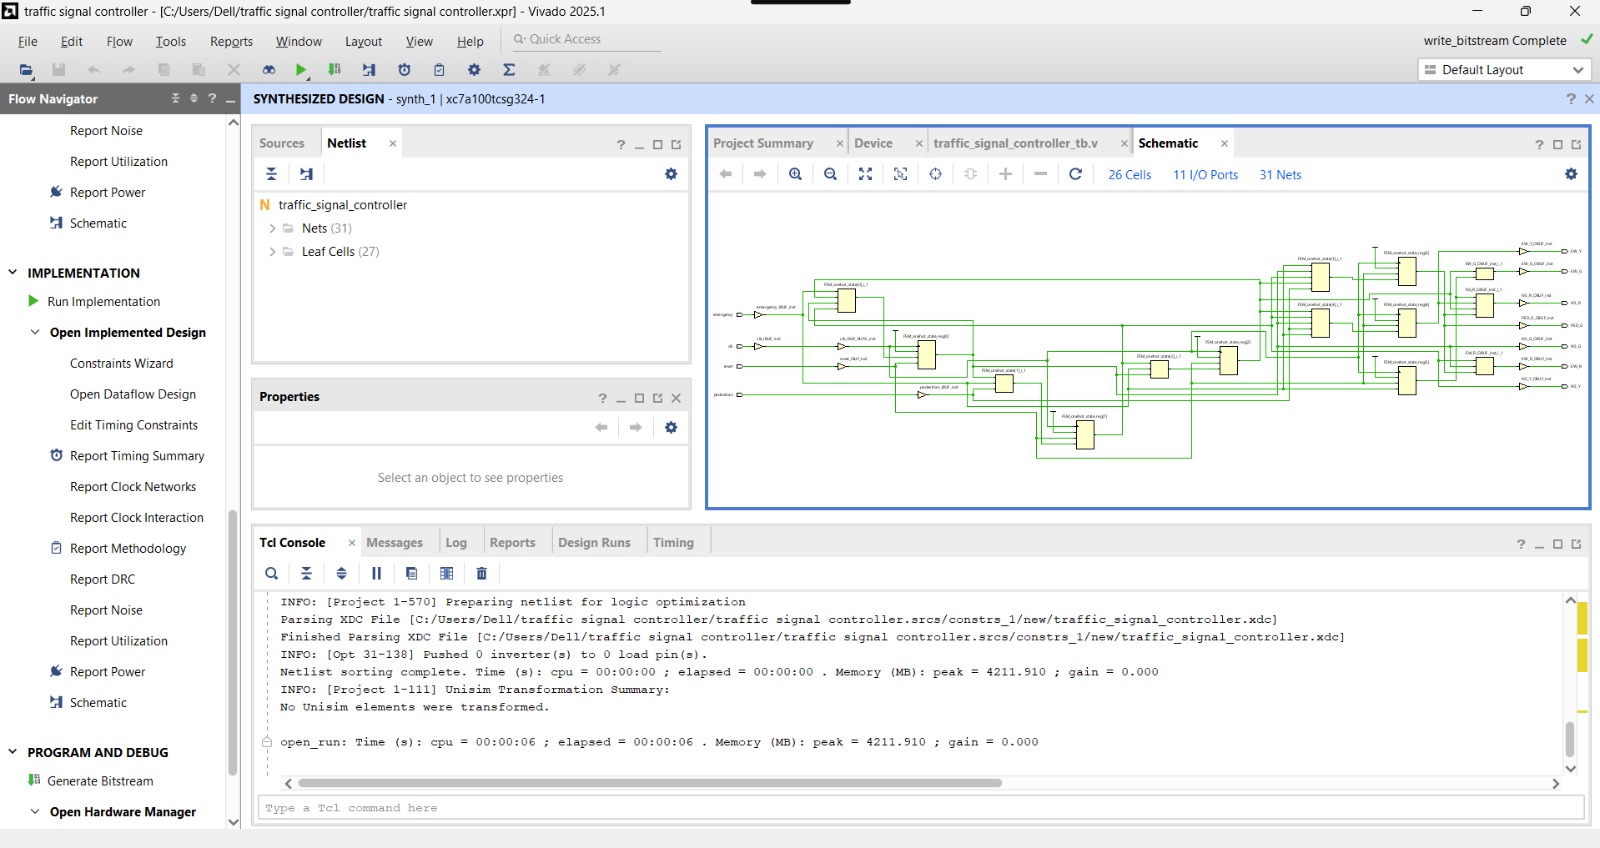 traffic signal controller - [C:/Users/Dell/traffic signal controller/traffic signal controller.xpr] - Vivado 2025.1
File Edit Flow Tools Reports Window Layout View Help Quick Access
write_bitstream Complete
Default Layout
Flow Navigator
SYNTHESIZED DESIGN - synth_1 | xc7a100tcsg324-1
Report Noise
Report Utilization
Report Power
Schematic
IMPLEMENTATION
Run Implementation
Open Implemented Design
Constraints Wizard
Open Dataflow Design
Edit Timing Constraints
Report Timing Summary
Report Clock Networks
Report Clock Interaction
Report Methodology
Report DRC
Report Noise
Report Utilization
Report Power
Schematic
PROGRAM AND DEBUG
Generate Bitstream
Open Hardware Manager
Sources Netlist
N traffic_signal_controller
Nets (31)
Leaf Cells (27)
Properties
Select an object to see properties
Project Summary Device traffic_signal_controller_tb.v Schematic
26 Cells 11 I/O Ports 31 Nets
Tcl Console Messages Log Reports Design Runs Timing
INFO: [Project 1-570] Preparing netlist for logic optimization
Parsing XDC File [C:/Users/Dell/traffic signal controller/traffic signal controller.srcs/constrs_1/new/traffic_signal_controller.xdc]
Finished Parsing XDC File [C:/Users/Dell/traffic signal controller/traffic signal controller.srcs/constrs_1/new/traffic_signal_controller.xdc]
INFO: [Opt 31-138] Pushed 0 inverter(s) to 0 load pin(s).
Netlist sorting complete. Time (s): cpu = 00:00:00 ; elapsed = 00:00:00 . Memory (MB): peak = 4211.910 ; gain = 0.000
INFO: [Project 1-111] Unisim Transformation Summary:
No Unisim elements were transformed.
open_run: Time (s): cpu = 00:00:06 ; elapsed = 00:00:06 . Memory (MB): peak = 4211.910 ; gain = 0.000
Type a Tcl command here